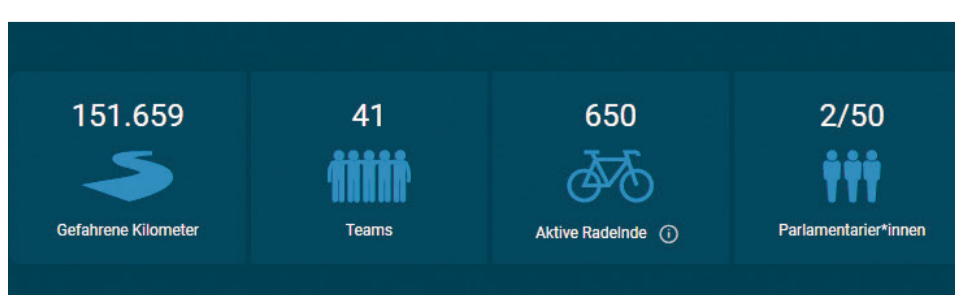 151.659
Gefahrene Kilometer
41
Teams
650
Aktive Radelnde
2/50
Parlamentarier*innen